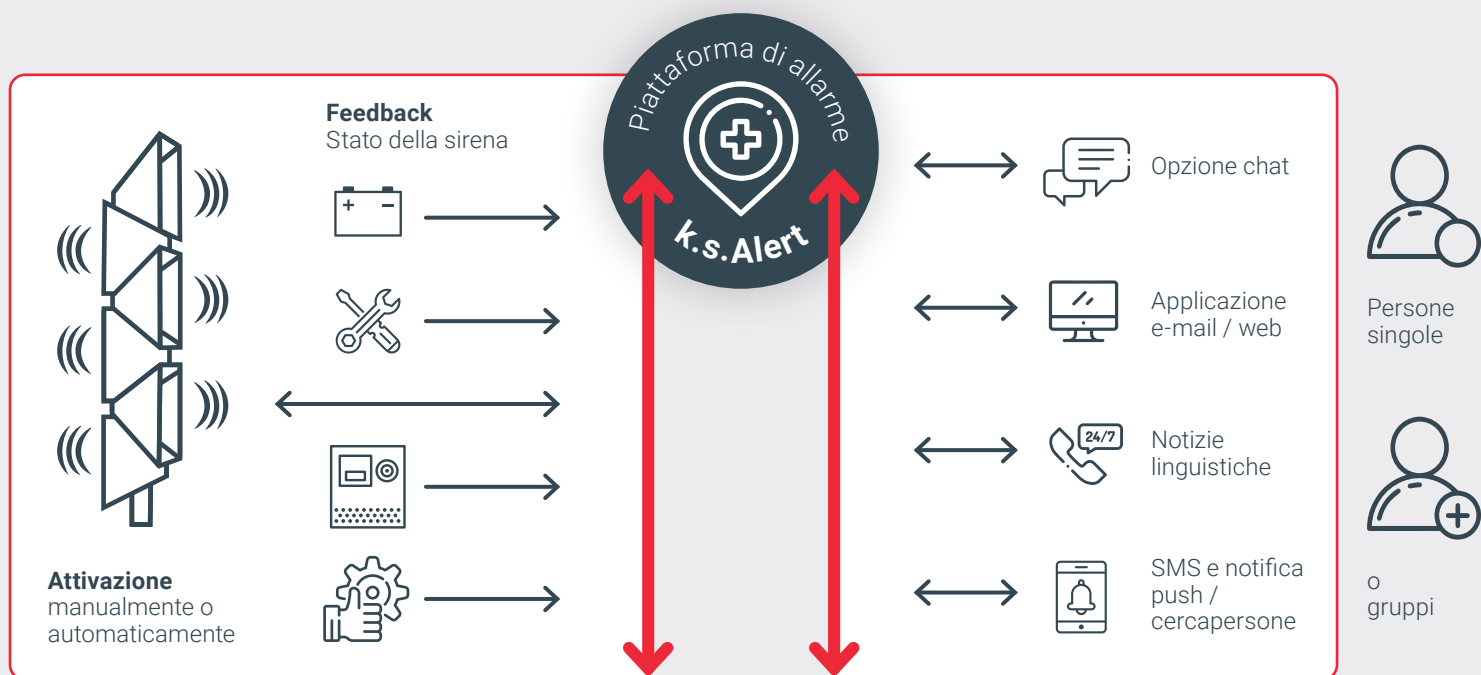 Piattaforma di allarme
k.s.Alert
Feedback
Stato della sirena
+ −
Attivazione
manualmente o
automaticamente
Opzione chat
Applicazione
e-mail / web
24/7
Notizie
linguistiche
SMS e notifica
push /
cercapersone
Persone
singole
o
gruppi